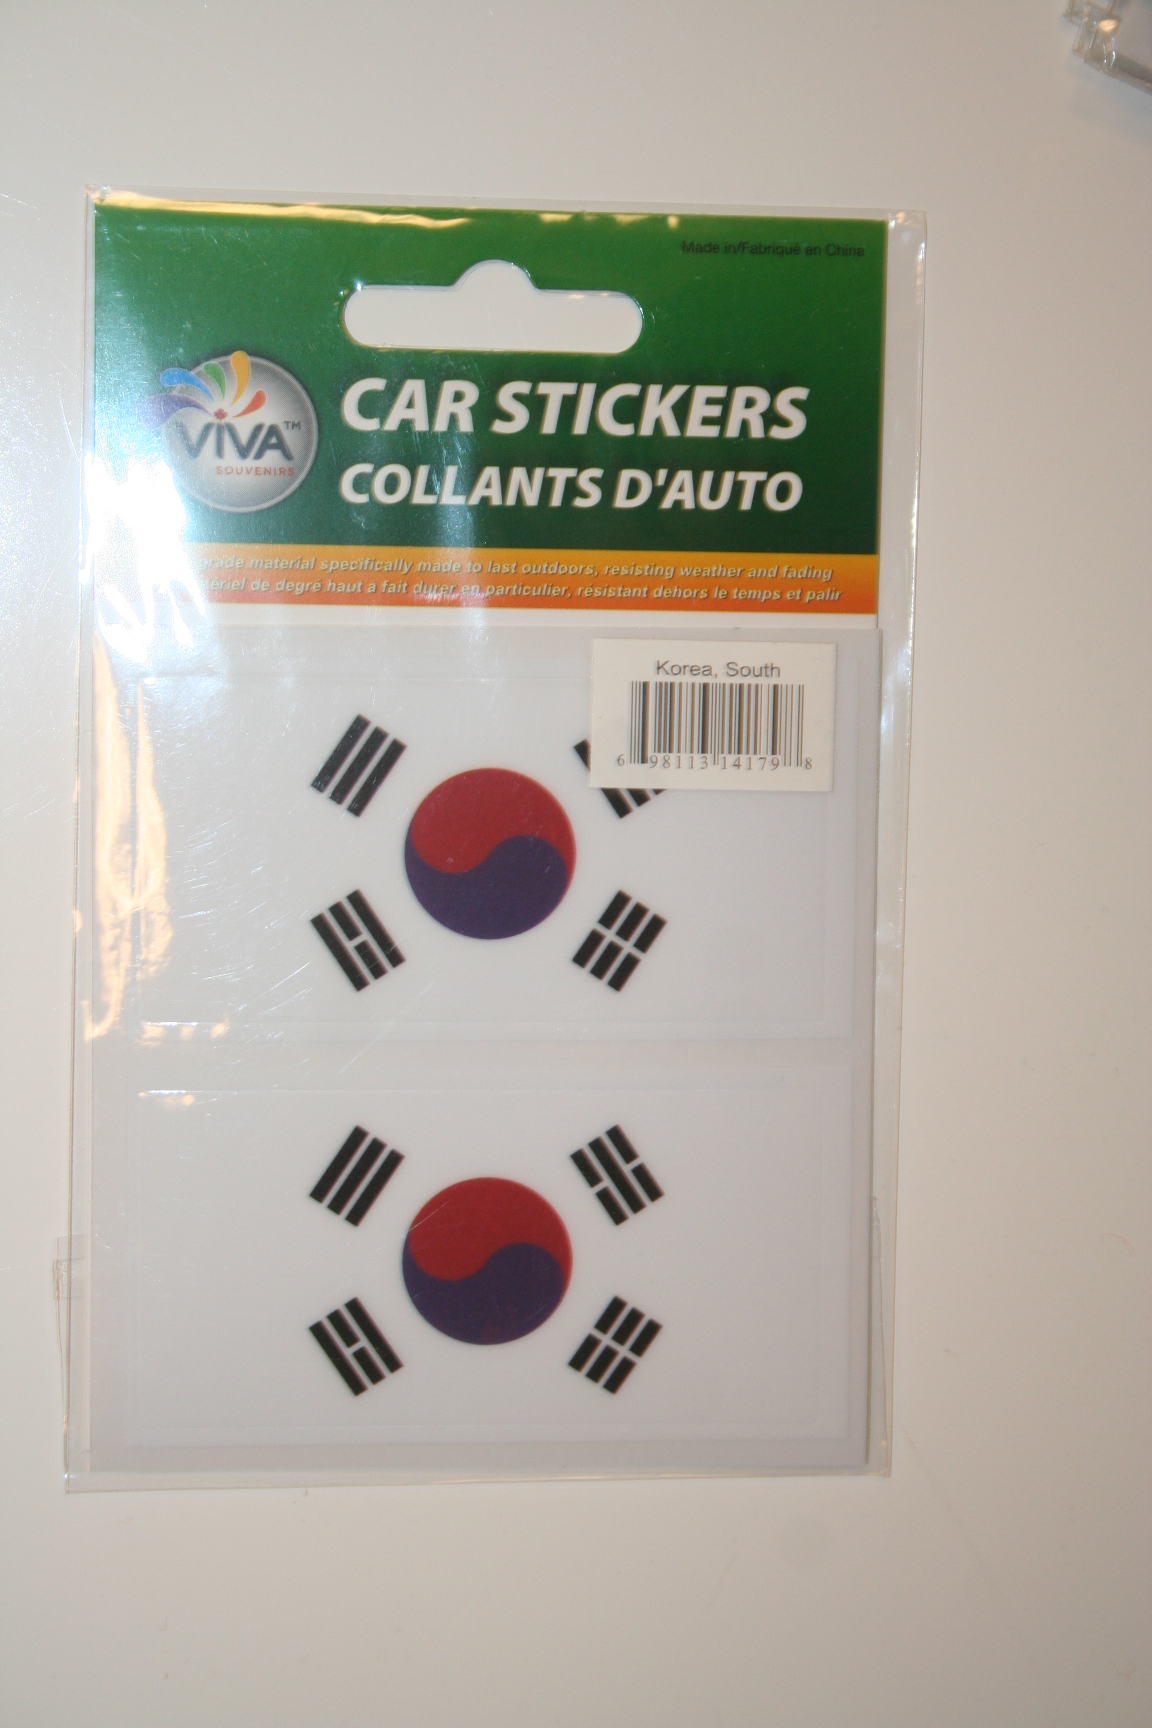 Made in/Fabriqué en China
VIVA™
SOUVENIRS
CAR STICKERS
COLLANTS D'AUTO
grade material specifically made to last outdoors, resisting weather and fading
de degré haut a fait durer en particulier, résistant dehors le temps et palir
Korea, South
6 98113 14179 8